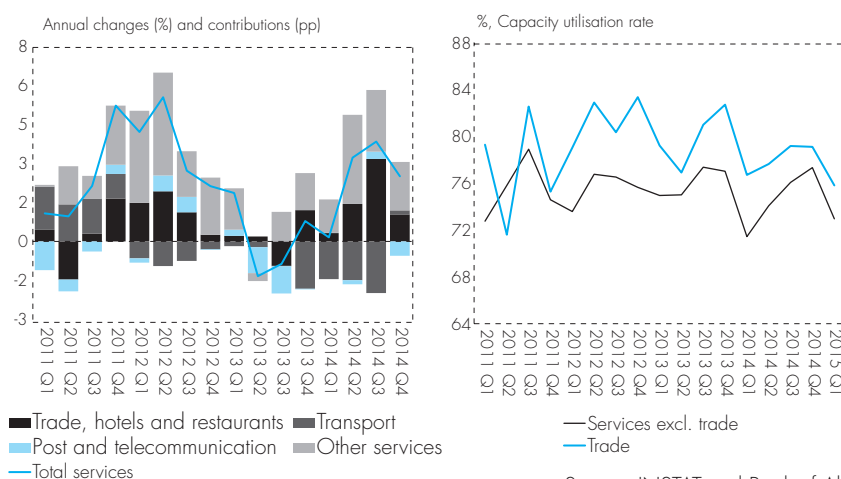 Annual changes (%) and contributions (pp)
8
6
5
3
2
0
-2
-3
2011 Q1
2011 Q2
2011 Q3
2011 Q4
2012 Q1
2012 Q2
2012 Q3
2012 Q4
2013 Q1
2013 Q2
2013 Q3
2013 Q4
2014 Q1
2014 Q2
2014 Q3
2014 Q4
Trade, hotels and restaurants
Transport
Post and telecommunication
Other services
Total services
%, Capacity utilisation rate
88
84
80
76
72
68
64
2011 Q1
2011 Q2
2011 Q3
2011 Q4
2012 Q1
2012 Q2
2012 Q3
2012 Q4
2013 Q1
2013 Q2
2013 Q3
2013 Q4
2014 Q1
2014 Q2
2014 Q3
2014 Q4
2015 Q1
Services excl. trade
Trade